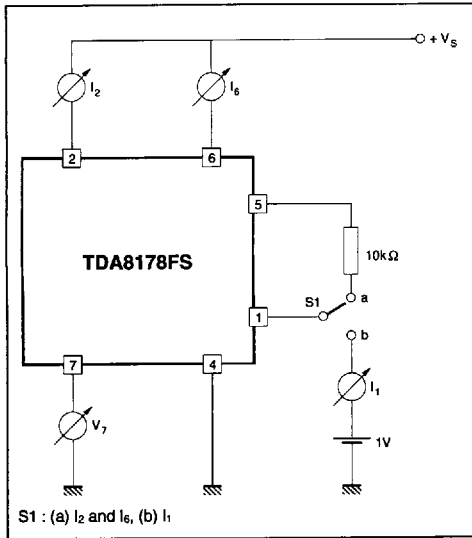 + Vs
I2
I6
2
6
5
TDA8178FS
10kΩ
S1
a
1
b
7
4
I1
V7
1V
S1 : (a) I2 and I6, (b) I1